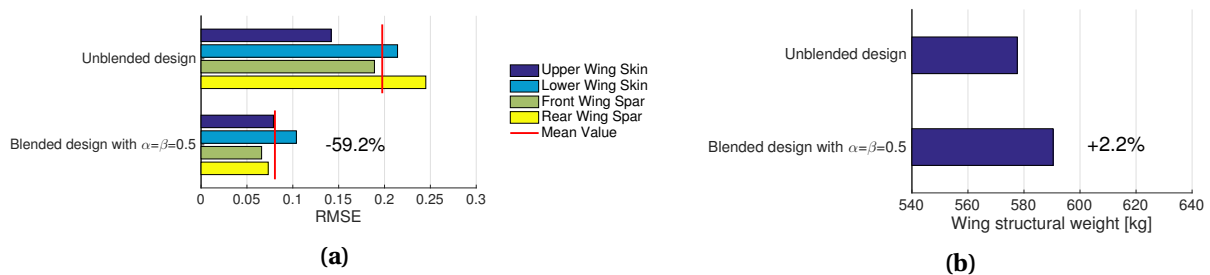 Unblended design
Blended design with α=β=0.5
-59.2%
0 0.05 0.1 0.15 0.2 0.25 0.3
RMSE
Upper Wing Skin
Lower Wing Skin
Front Wing Spar
Rear Wing Spar
Mean Value
(a)
Unblended design
Blended design with α=β=0.5
+2.2%
540 560 580 600 620 640
Wing structural weight [kg]
(b)